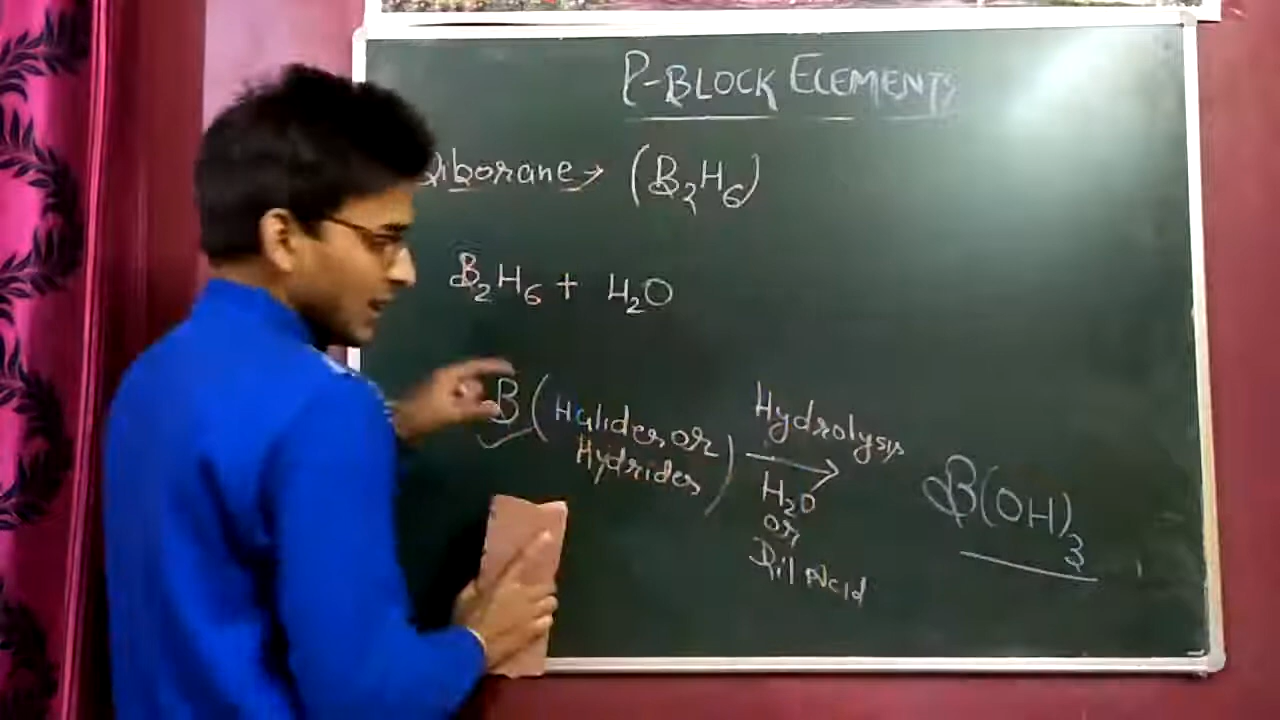 P-BLOCK ELEMENTS
Diborane → (B₂H₆)
B₂H₆ + H₂O
B (Halides or
Hydrides)
Hydrolysis
→
H₂O
or
Dil Acid
B(OH)₃